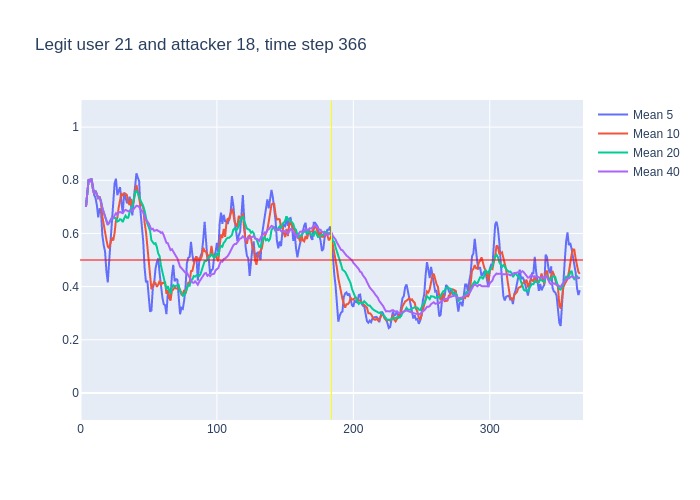 Legit user 21 and attacker 18, time step 366
Mean 5
Mean 10
Mean 20
Mean 40
1
0.8
0.6
0.4
0.2
0
0 100 200 300